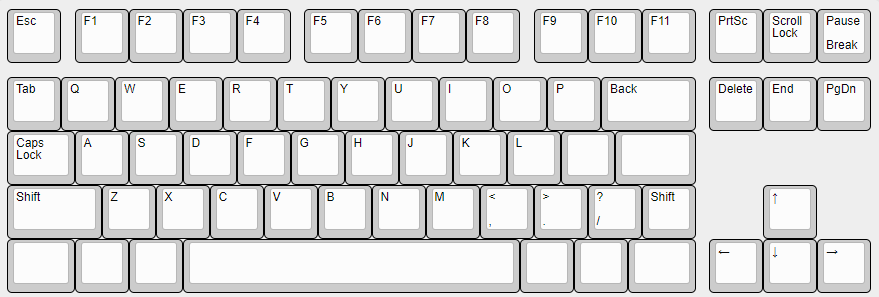 Esc F1 F2 F3 F4 F5 F6 F7 F8 F9 F10 F11 PrtSc Scroll Lock Pause Break
Tab Q W E R T Y U I O P Back Delete End PgDn
Caps Lock A S D F G H J K L
Shift Z X C V B N M < , > . ? / Shift ↑
← ↓ →